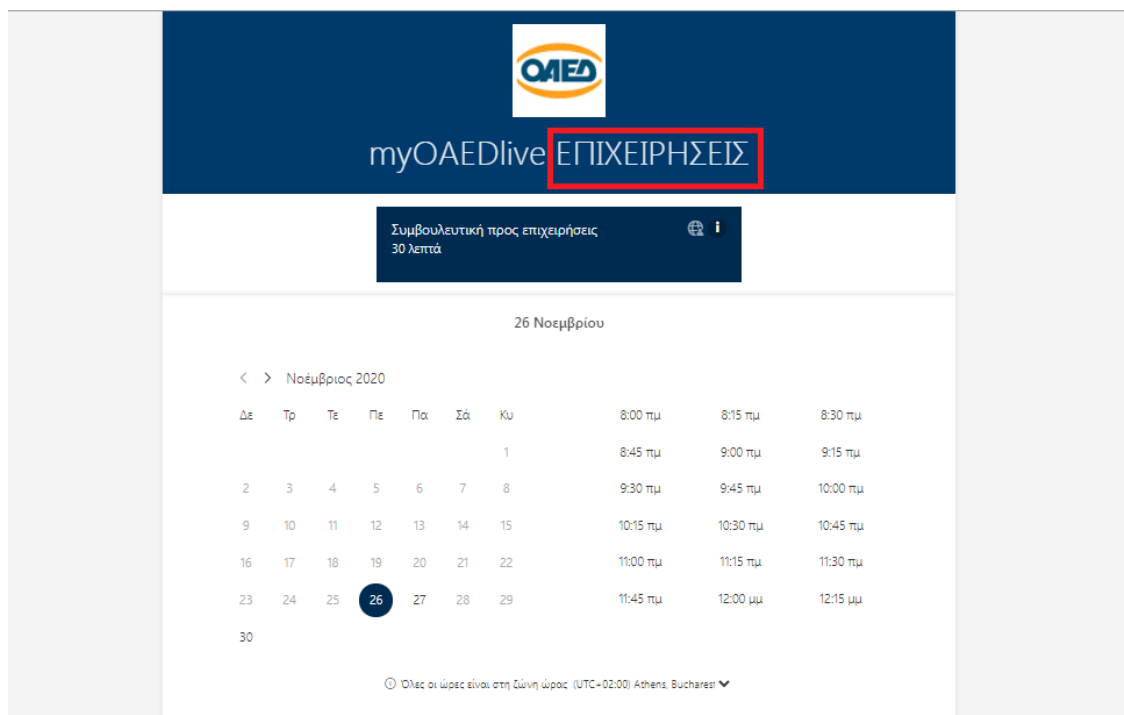 ΟΑΕΔ
myOAEDlive ΕΠΙΧΕΙΡΗΣΕΙΣ
Συμβουλευτική προς επιχειρήσεις
30 λεπτά
26 Νοεμβρίου
Νοέμβριος 2020
Δε Τρ Τε Πε Πα Σά Κυ 8:00 πμ 8:15 πμ 8:30 πμ
1 8:45 πμ 9:00 πμ 9:15 πμ
2 3 4 5 6 7 8 9:30 πμ 9:45 πμ 10:00 πμ
9 10 11 12 13 14 15 10:15 πμ 10:30 πμ 10:45 πμ
16 17 18 19 20 21 22 11:00 πμ 11:15 πμ 11:30 πμ
23 24 25 26 27 28 29 11:45 πμ 12:00 μμ 12:15 μμ
30
Όλες οι ώρες είναι στη ζώνη ώρας (UTC+02:00) Athens, Bucharest